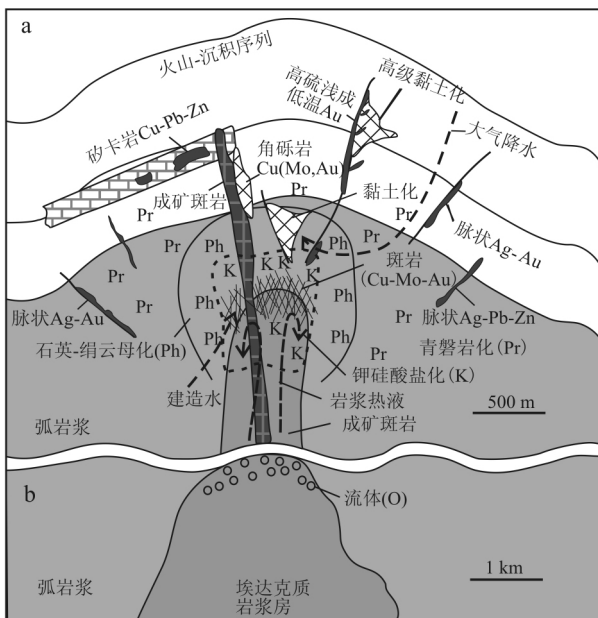 a
火山-沉积序列
高级黏土化
高硫浅成
低温Au
大气降水
矽卡岩Cu-Pb-Zn
角砾岩
Cu(Mo,Au)
成矿斑岩
Pr
黏土化
Pr
Pr
脉状Ag-Au
Pr
Ph
Ph
Pr
K
K
K
K
斑岩
(Cu-Mo-Au)
Pr
Pr
Ph
Ph
Pr
脉状Ag-Au
Ph
K
Ph
Pr
脉状Ag-Pb-Zn
石英-绢云母化(Ph)
K
Pr
青磐岩化(Pr)
钾硅酸盐化(K)
建造水
岩浆热液
500 m
弧岩浆
成矿斑岩
b
流体(O)
1 km
弧岩浆
埃达克质
岩浆房